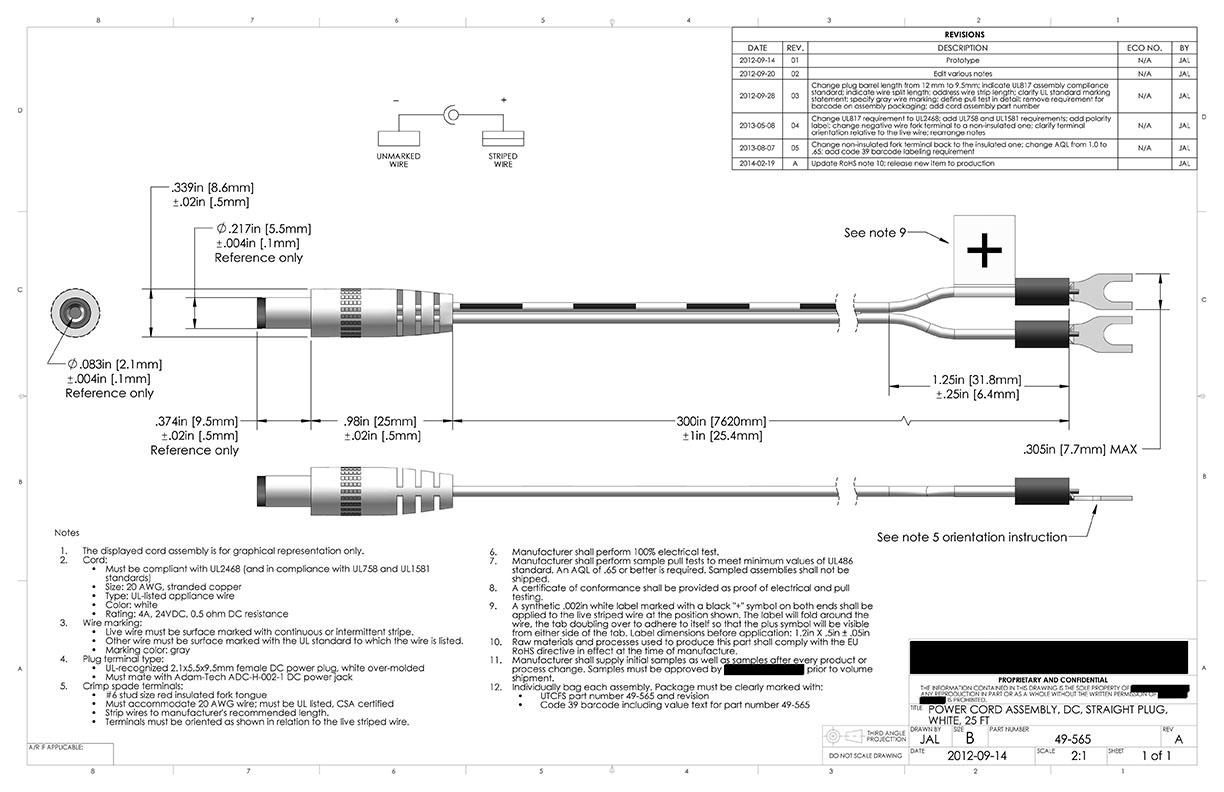 8 7 6 5 4 3 2 1
REVISIONS
DATE REV. DESCRIPTION ECO NO. BY
2012-09-14 01 Prototype N/A JAL
2012-09-20 02 Edit various notes N/A JAL
2012-09-28 03 Change plug barrel length from 12 mm to 9.5mm; indicate UL817 assembly compliance
standard; indicate wire split length; address wire strip length; clarify UL standard marking
statement; specify gray wire marking; define pull test in detail; remove requirement for
barcode on assembly packaging; add cord assembly part number
N/A JAL
2013-05-08 04 Change UL817 requirement to UL2468; add UL758 and UL1581 requirements; add polarity
label; change negative wire fork terminal to a non-insulated one; clarify terminal
orientation relative to the live wire; rearrange notes
N/A JAL
2013-08-07 05 Change non-insulated fork terminal back to the insulated one; change AQL from 1.0 to
.65; add code 39 barcode labeling requirement
N/A JAL
2014-02-19 A Update RoHS note 10; release new item to production JAL
D
D
− +
UNMARKED
WIRE
STRIPED
WIRE
.339in [8.6mm]
±.02in [.5mm]
∅.217in [5.5mm]
±.004in [.1mm]
Reference only
See note 9
+
C
C
∅.083in [2.1mm]
±.004in [.1mm]
Reference only
1.25in [31.8mm]
±.25in [6.4mm]
.374in [9.5mm]
±.02in [.5mm]
Reference only
.98in [25mm]
±.02in [.5mm]
300in [7620mm]
±1in [25.4mm]
.305in [7.7mm] MAX
B
B
See note 5 orientation instruction
Notes
1. The displayed cord assembly is for graphical representation only.
2. Cord:
• Must be compliant with UL2468 (and in compliance with UL758 and UL1581
standards)
• Size: 20 AWG, stranded copper
• Type: UL-listed appliance wire
• Color: white
• Rating: 4A, 24VDC, 0.5 ohm DC resistance
3. Wire marking:
• Live wire must be surface marked with continuous or intermittent stripe.
• Other wire must be surface marked with the UL standard to which the wire is listed.
• Marking color: gray
4. Plug terminal type:
• UL-recognized 2.1x5.5x9.5mm female DC power plug, white over-molded
• Must mate with Adam-Tech ADC-H-002-1 DC power jack
5. Crimp spade terminals:
• #6 stud size red insulated fork tongue
• Must accommodate 20 AWG wire; must be UL listed, CSA certified
• Strip wires to manufacturer's recommended length.
• Terminals must be oriented as shown in relation to the live striped wire.
6. Manufacturer shall perform 100% electrical test.
7. Manufacturer shall perform sample pull tests to meet minimum values of UL486
standard. An AQL of .65 or better is required. Sampled assemblies shall not be
shipped.
8. A certificate of conformance shall be provided as proof of electrical and pull
testing.
9. A synthetic .002in white label marked with a black "+" symbol on both ends shall be
applied to the live striped wire at the position shown. The label will fold around the
wire, the tab doubling over to adhere to itself so that the plus symbol will be visible
from either side of the tab. Label dimensions before application: 1.2in X .5in ± .05in
10. Raw materials and processes used to produce this part shall comply with the EU
RoHS directive in effect at the time of manufacture.
11. Manufacturer shall supply initial samples as well as samples after every product or
process change. Samples must be approved by prior to volume
shipment.
12. Individually bag each assembly. Package must be clearly marked with:
• UTCFS part number 49-565 and revision
• Code 39 barcode including value text for part number 49-565
A
A
PROPRIETARY AND CONFIDENTIAL
THE INFORMATION CONTAINED IN THIS DRAWING IS THE SOLE PROPERTY OF
ANY REPRODUCTION IN PART OR AS A WHOLE WITHOUT THE WRITTEN PERMISSION OF
IS PROHIBITED.
TITLE POWER CORD ASSEMBLY, DC, STRAIGHT PLUG,
WHITE, 25 FT
THIRD ANGLE
PROJECTION
DRAWN BY JAL SIZE B PART NUMBER 49-565 REV A
DO NOT SCALE DRAWING
DATE 2012-09-14 SCALE 2:1 SHEET 1 of 1
A/R IF APPLICABLE:
8 7 6 5 4 3 2 1